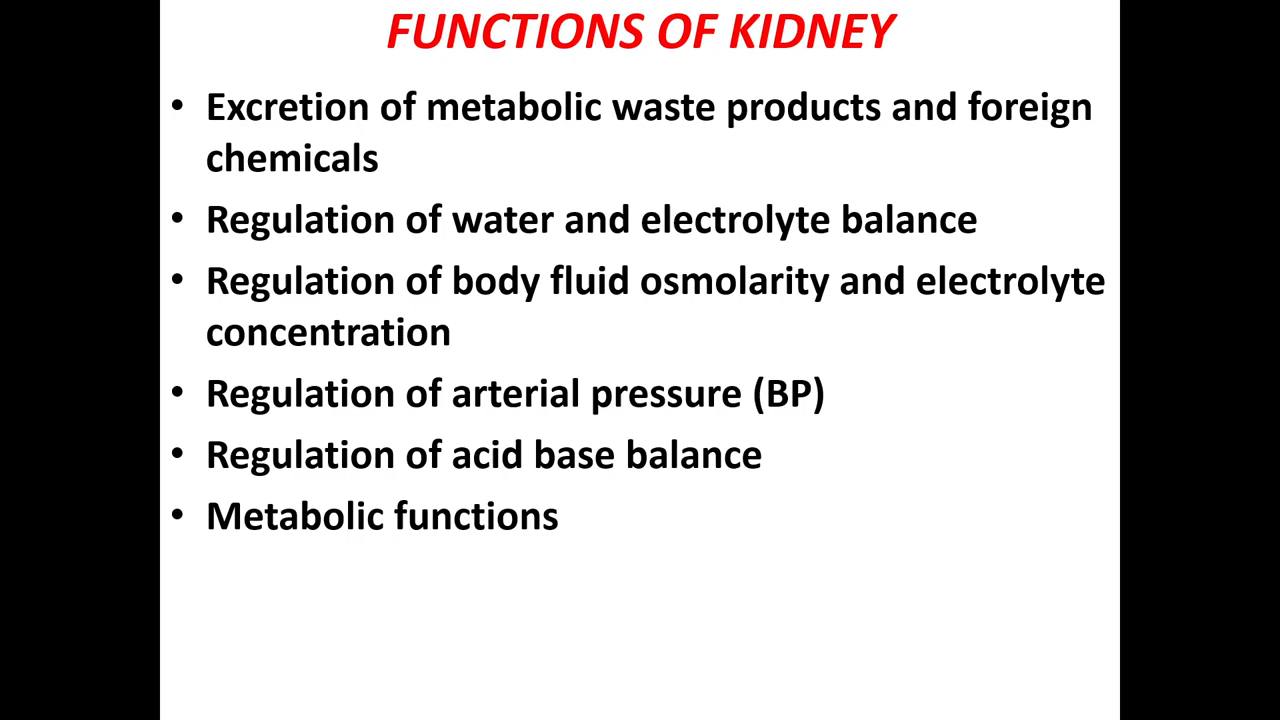 FUNCTIONS OF KIDNEY
• Excretion of metabolic waste products and foreign
chemicals
• Regulation of water and electrolyte balance
• Regulation of body fluid osmolarity and electrolyte
concentration
• Regulation of arterial pressure (BP)
• Regulation of acid base balance
• Metabolic functions